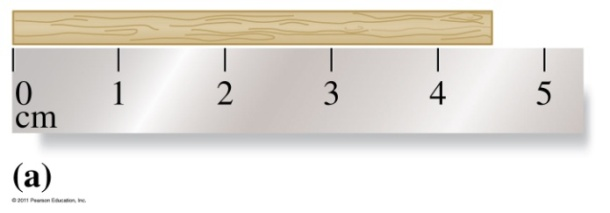 0 1 2 3 4 5
cm
(a)
© 2011 Pearson Education, Inc.